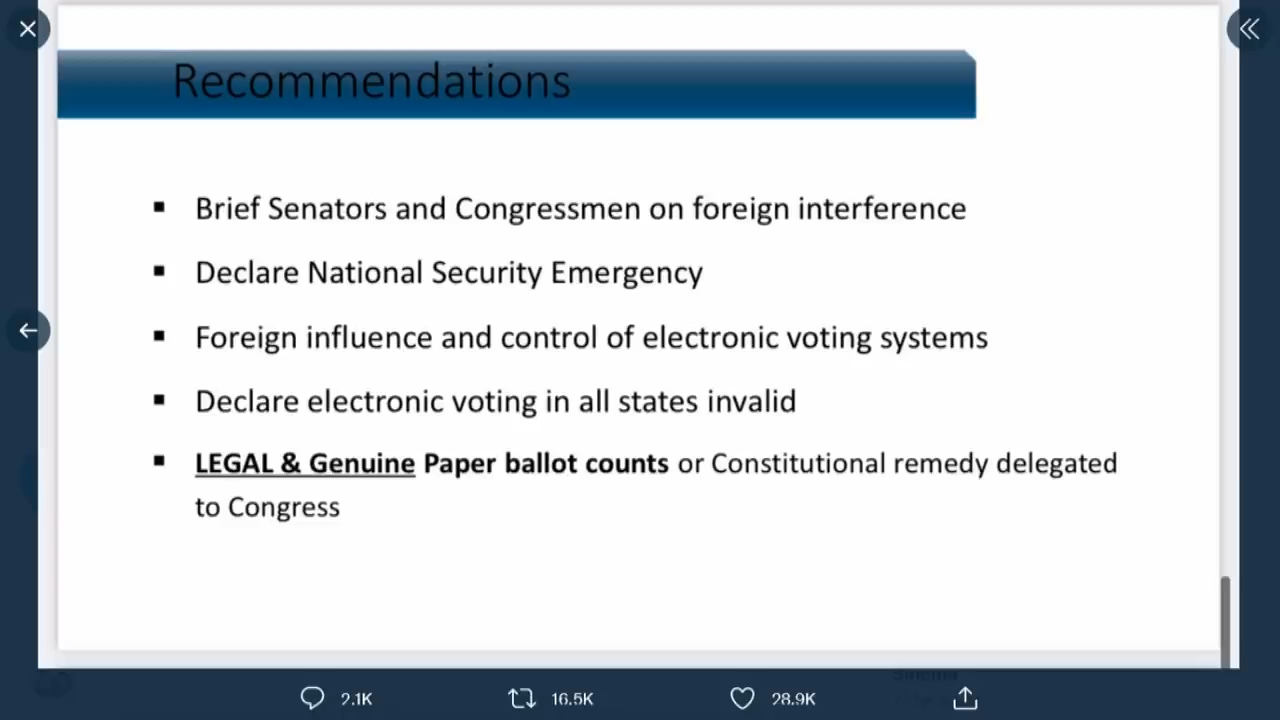 Recommendations
Brief Senators and Congressmen on foreign interference
Declare National Security Emergency
Foreign influence and control of electronic voting systems
Declare electronic voting in all states invalid
LEGAL & Genuine Paper ballot counts or Constitutional remedy delegated
to Congress
2.1K 16.5K 28.9K